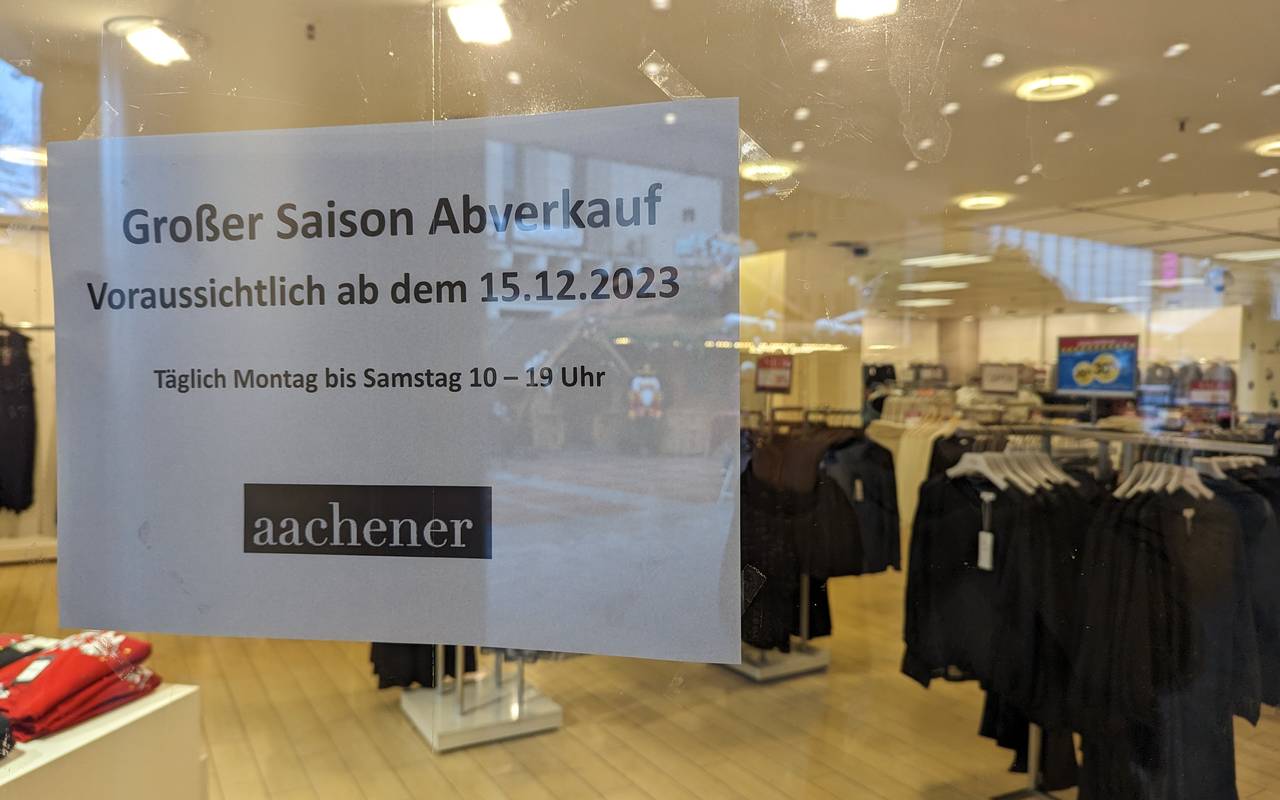 Großer Saison Abverkauf
Voraussichtlich ab dem 15.12.2023
Täglich Montag bis Samstag 10 – 19 Uhr
aachener